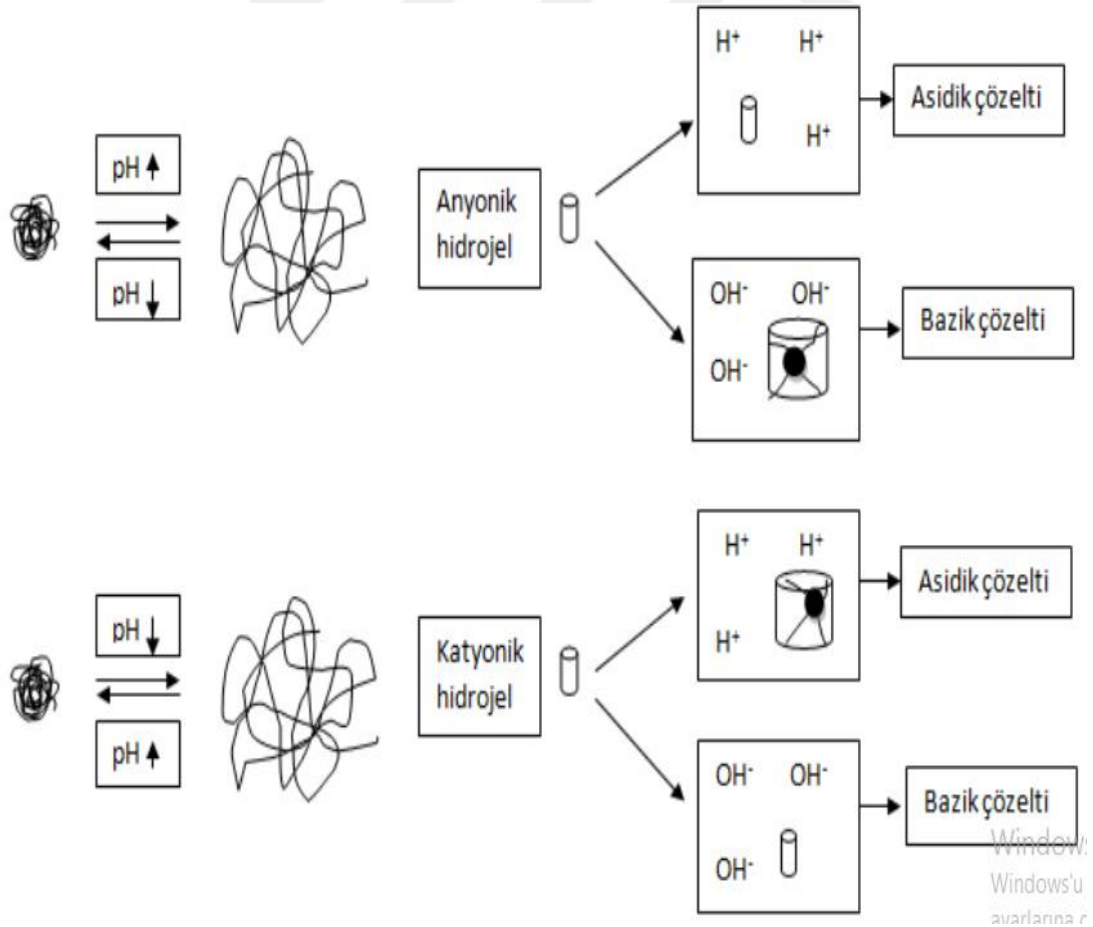 pH
pH
Anyonik
hidrojel
H⁺ H⁺
H⁺
Asidik çözelti
OH⁻ OH⁻
OH⁻
Bazik çözelti
pH
pH
Katyonik
hidrojel
H⁺ H⁺
H⁺
Asidik çözelti
OH⁻ OH⁻
OH⁻
Bazik çözelti
Windows
Windows'u
ayarlarına